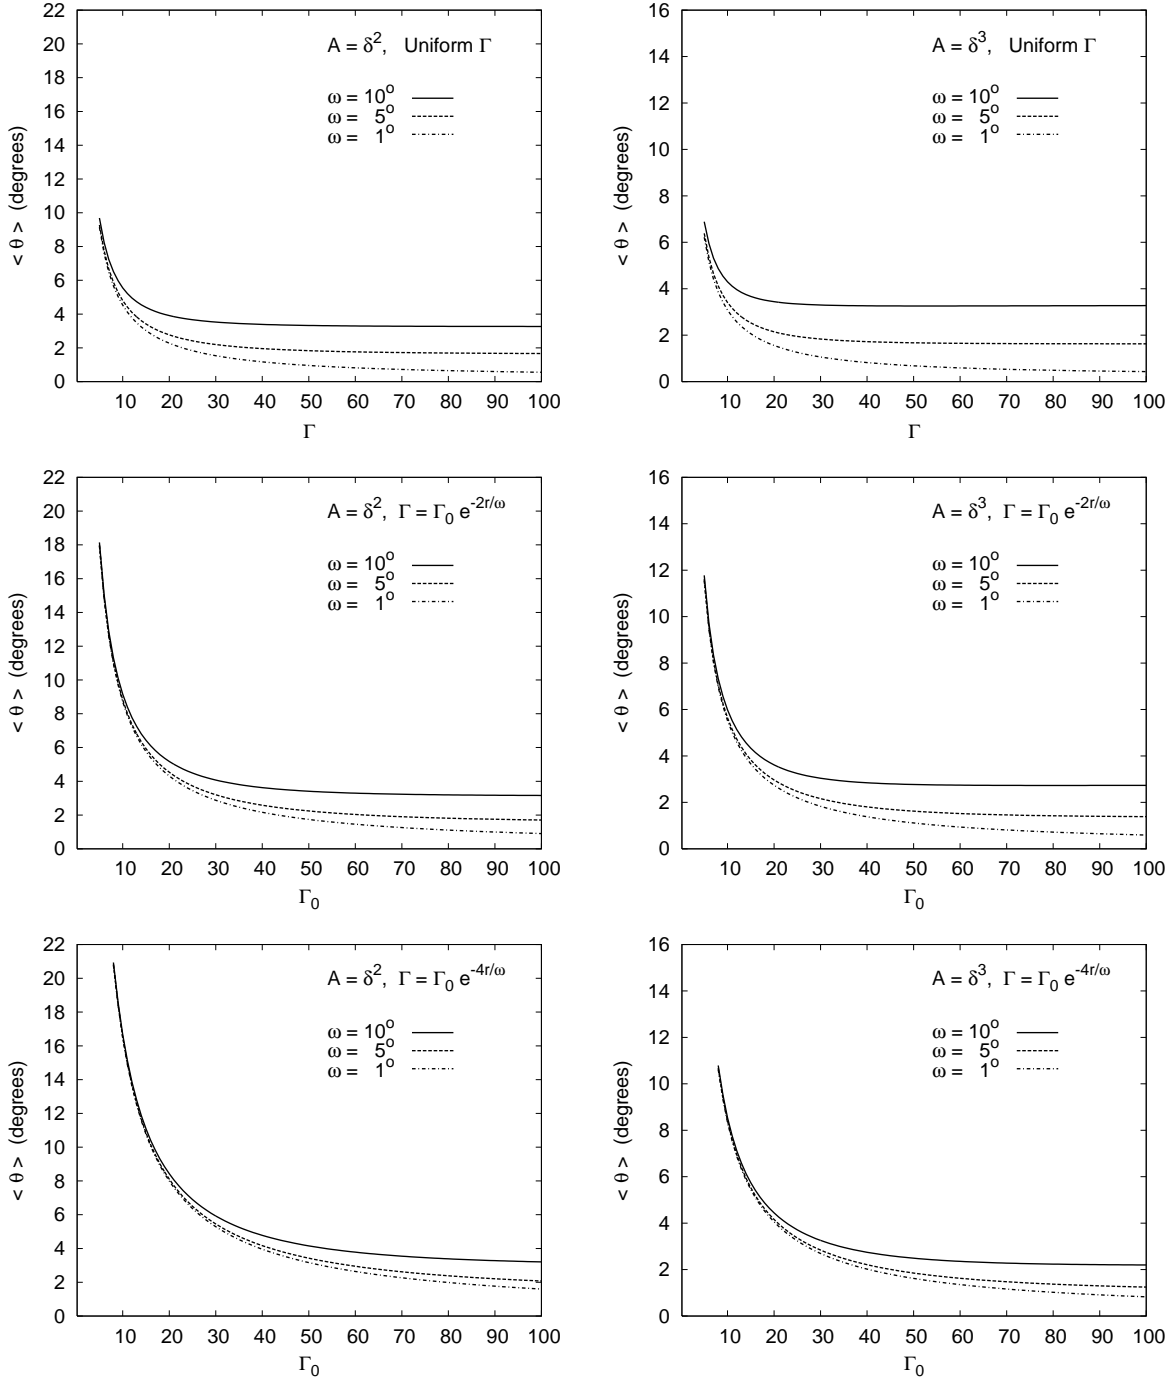 22
20
18
16
14
12
10
8
6
4
2
0
< θ > (degrees)
A = δ², Uniform Γ
ω = 10°
ω = 5°
ω = 1°
10 20 30 40 50 60 70 80 90 100
Γ
16
14
12
10
8
6
4
2
0
< θ > (degrees)
A = δ³, Uniform Γ
ω = 10°
ω = 5°
ω = 1°
10 20 30 40 50 60 70 80 90 100
Γ
22
20
18
16
14
12
10
8
6
4
2
0
< θ > (degrees)
A = δ², Γ = Γ₀ e^-2r/ω
ω = 10°
ω = 5°
ω = 1°
10 20 30 40 50 60 70 80 90 100
Γ₀
16
14
12
10
8
6
4
2
0
< θ > (degrees)
A = δ³, Γ = Γ₀ e^-2r/ω
ω = 10°
ω = 5°
ω = 1°
10 20 30 40 50 60 70 80 90 100
Γ₀
22
20
18
16
14
12
10
8
6
4
2
0
< θ > (degrees)
A = δ², Γ = Γ₀ e^-4r/ω
ω = 10°
ω = 5°
ω = 1°
10 20 30 40 50 60 70 80 90 100
Γ₀
16
14
12
10
8
6
4
2
0
< θ > (degrees)
A = δ³, Γ = Γ₀ e^-4r/ω
ω = 10°
ω = 5°
ω = 1°
10 20 30 40 50 60 70 80 90 100
Γ₀